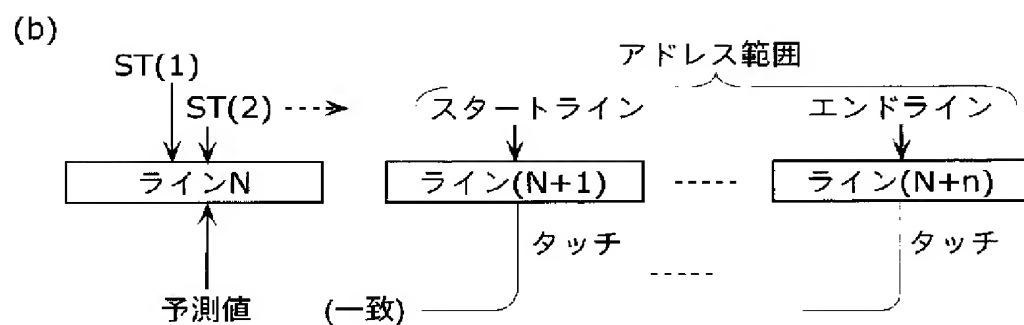 (b)
アドレス範囲
ST(1)
ST(2)
スタートライン
エンドライン
ラインN
ライン(N+1)
ライン(N+n)
タッチ
タッチ
予測値
(一致)